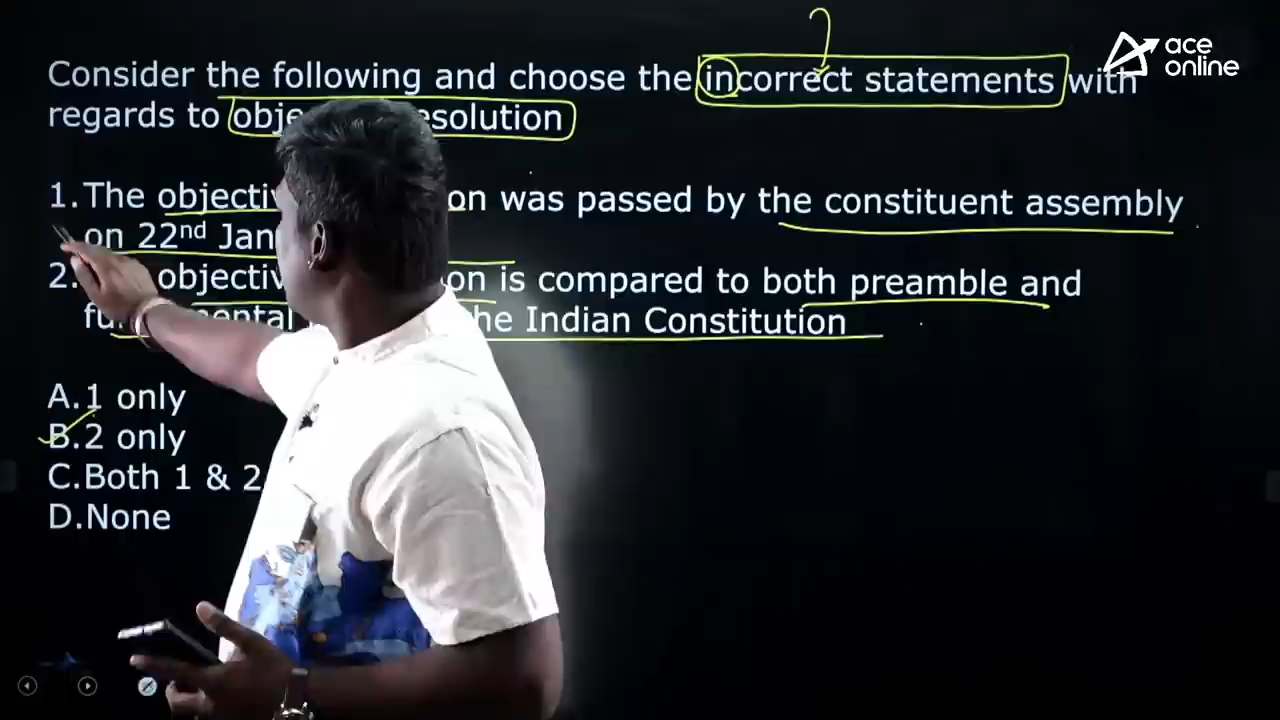 ace
online
Consider the following and choose the incorrect statements with
regards to obje esolution
1.The objectiv on was passed by the constituent assembly
on 22nd Jan
2. objectiv on is compared to both preamble and
fu mental he Indian Constitution
A.1 only
B.2 only
C.Both 1 & 2
D.None